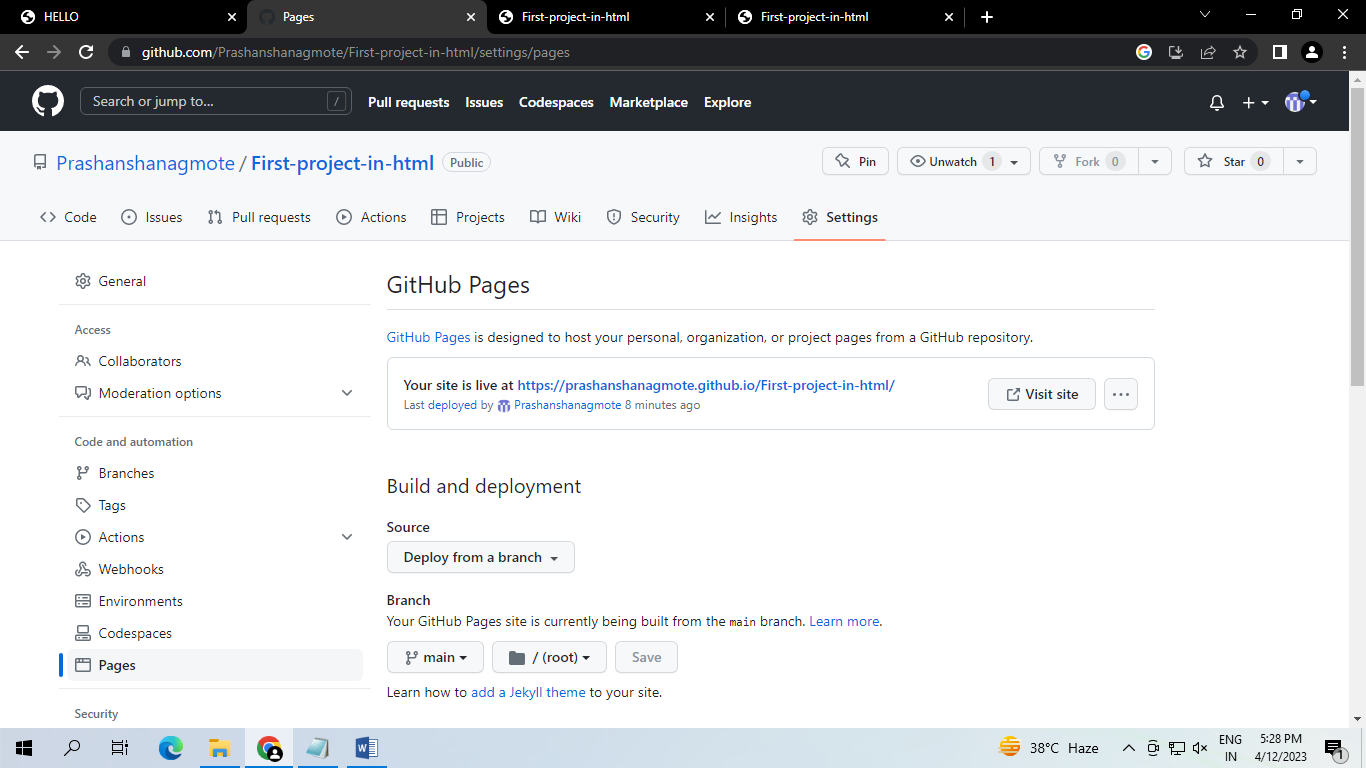 HELLO
Pages
First-project-in-html
First-project-in-html
github.com/Prashanshanagmote/First-project-in-html/settings/pages
Search or jump to... /
Pull requests Issues Codespaces Marketplace Explore
Prashanshanagmote / First-project-in-html Public
Pin Unwatch 1 Fork 0 Star 0
Code Issues Pull requests Actions Projects Wiki Security Insights Settings
General
Access
Collaborators
Moderation options
Code and automation
Branches
Tags
Actions
Webhooks
Environments
Codespaces
Pages
Security
GitHub Pages
GitHub Pages is designed to host your personal, organization, or project pages from a GitHub repository.
Your site is live at https://prashanshanagmote.github.io/First-project-in-html/
Last deployed by Prashanshanagmote 8 minutes ago
Visit site
Build and deployment
Source
Deploy from a branch
Branch
Your GitHub Pages site is currently being built from the main branch. Learn more.
main / (root) Save
Learn how to add a Jekyll theme to your site.
38°C Haze
ENG
IN
5:28 PM
4/12/2023
1